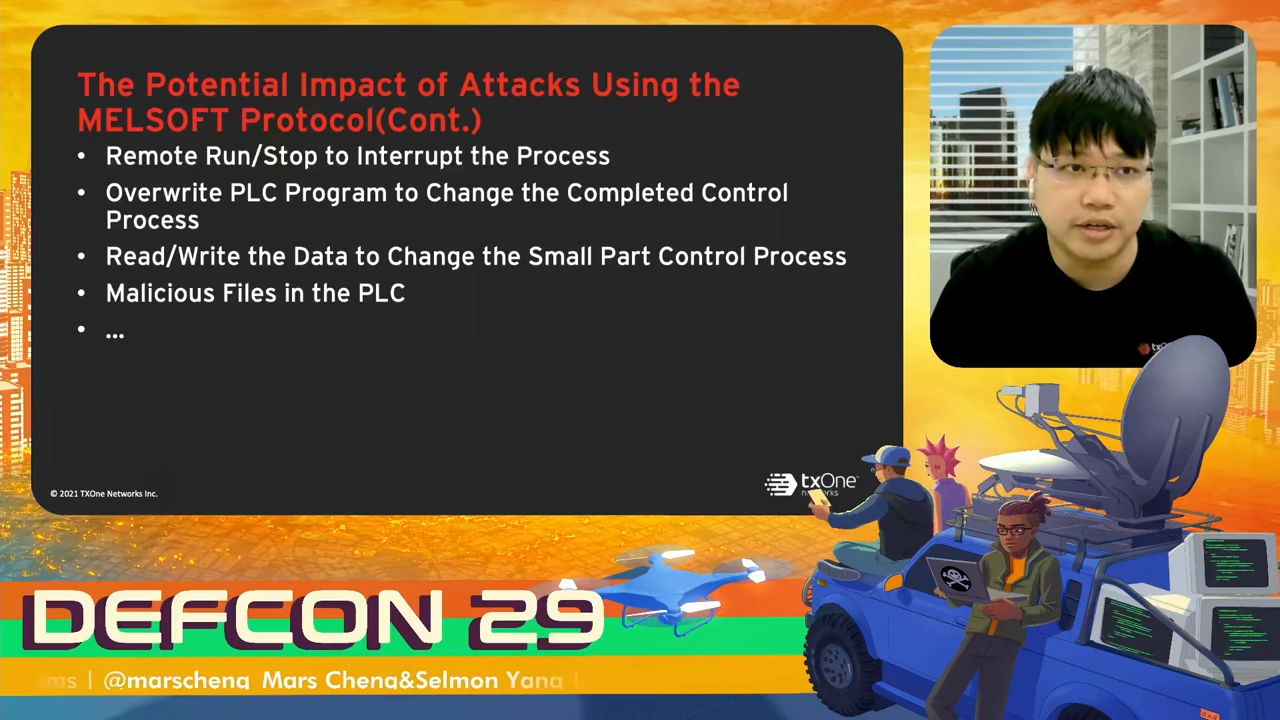 The Potential Impact of Attacks Using the
MELSOFT Protocol(Cont.)
• Remote Run/Stop to Interrupt the Process
• Overwrite PLC Program to Change the Completed Control
Process
• Read/Write the Data to Change the Small Part Control Process
• Malicious Files in the PLC
• ...
© 2021 TXOne Networks Inc.
txOne™
DEFCON 29
| @marscheng Mars Cheng&Selmon Yang |